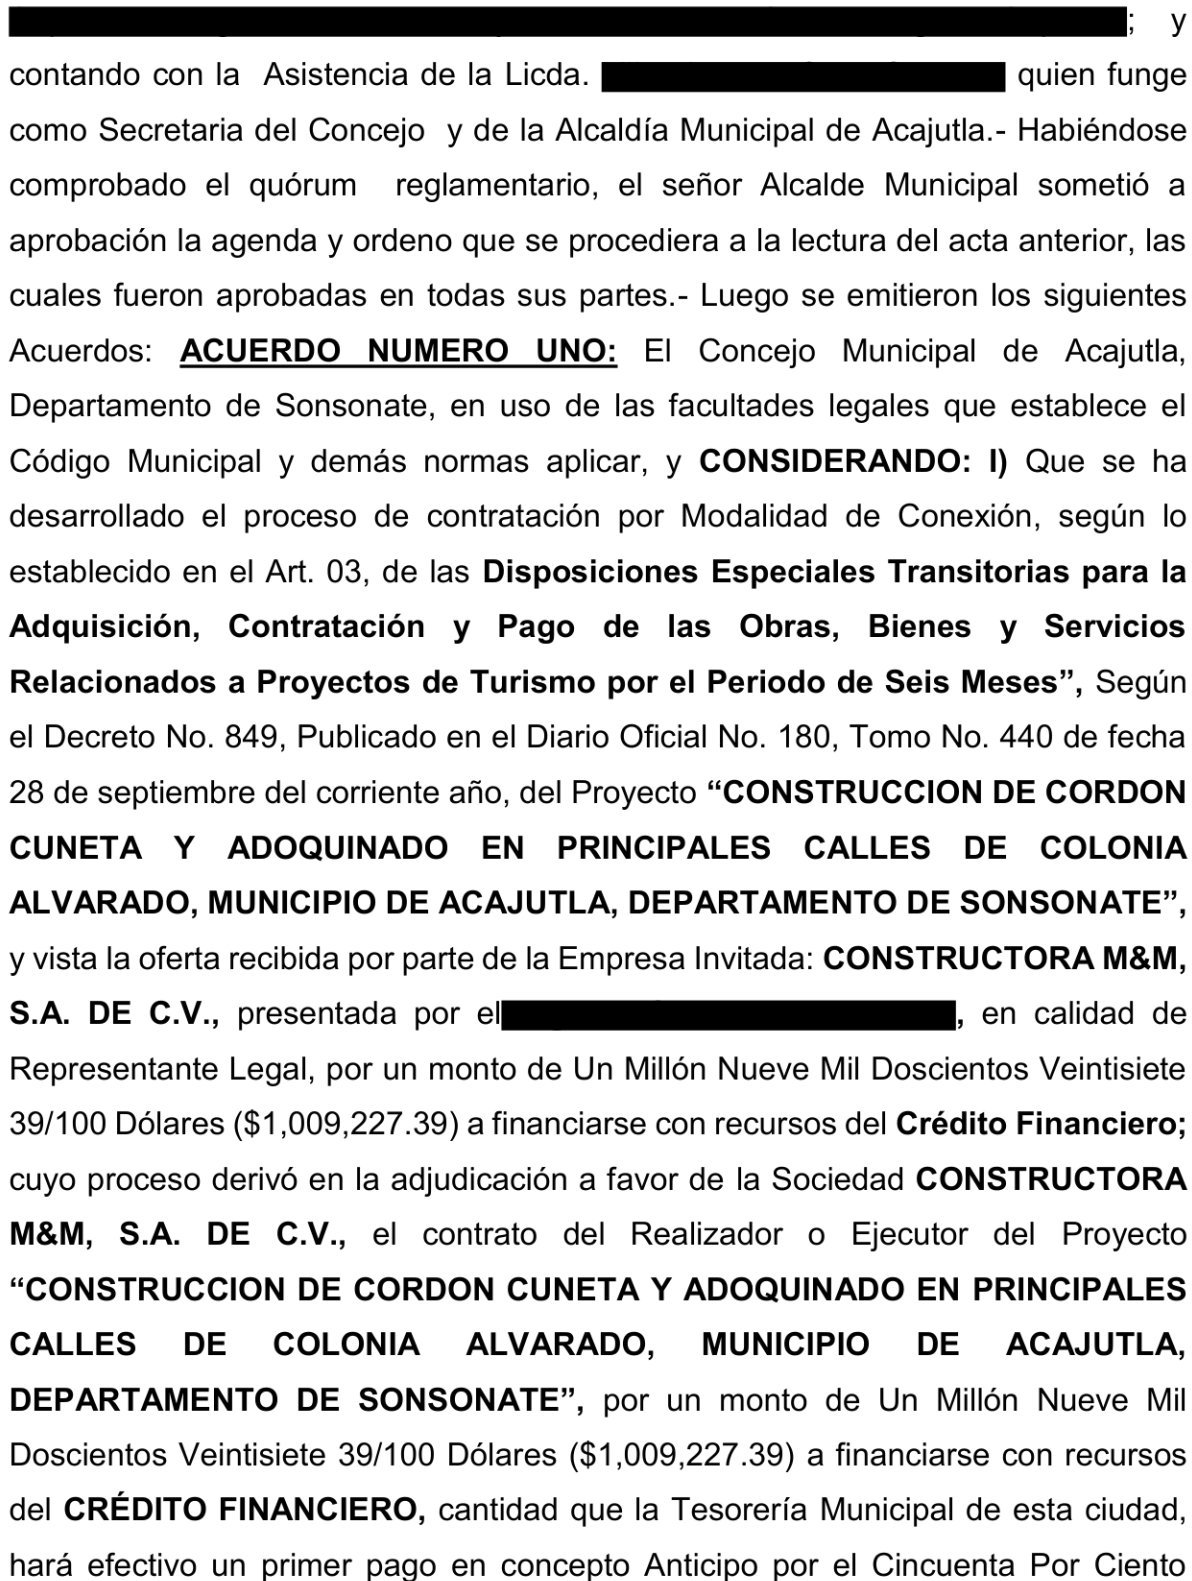 ; y
contando con la Asistencia de la Licda. quien funge
como Secretaria del Concejo y de la Alcaldía Municipal de Acajutla.- Habiéndose
comprobado el quórum reglamentario, el señor Alcalde Municipal sometió a
aprobación la agenda y ordeno que se procediera a la lectura del acta anterior, las
cuales fueron aprobadas en todas sus partes.- Luego se emitieron los siguientes
Acuerdos: ACUERDO NUMERO UNO: El Concejo Municipal de Acajutla,
Departamento de Sonsonate, en uso de las facultades legales que establece el
Código Municipal y demás normas aplicar, y CONSIDERANDO: I) Que se ha
desarrollado el proceso de contratación por Modalidad de Conexión, según lo
establecido en el Art. 03, de las Disposiciones Especiales Transitorias para la
Adquisición, Contratación y Pago de las Obras, Bienes y Servicios
Relacionados a Proyectos de Turismo por el Periodo de Seis Meses”, Según
el Decreto No. 849, Publicado en el Diario Oficial No. 180, Tomo No. 440 de fecha
28 de septiembre del corriente año, del Proyecto “CONSTRUCCION DE CORDON
CUNETA Y ADOQUINADO EN PRINCIPALES CALLES DE COLONIA
ALVARADO, MUNICIPIO DE ACAJUTLA, DEPARTAMENTO DE SONSONATE”,
y vista la oferta recibida por parte de la Empresa Invitada: CONSTRUCTORA M&M,
S.A. DE C.V., presentada por el , en calidad de
Representante Legal, por un monto de Un Millón Nueve Mil Doscientos Veintisiete
39/100 Dólares ($1,009,227.39) a financiarse con recursos del Crédito Financiero;
cuyo proceso derivó en la adjudicación a favor de la Sociedad CONSTRUCTORA
M&M, S.A. DE C.V., el contrato del Realizador o Ejecutor del Proyecto
“CONSTRUCCION DE CORDON CUNETA Y ADOQUINADO EN PRINCIPALES
CALLES DE COLONIA ALVARADO, MUNICIPIO DE ACAJUTLA,
DEPARTAMENTO DE SONSONATE”, por un monto de Un Millón Nueve Mil
Doscientos Veintisiete 39/100 Dólares ($1,009,227.39) a financiarse con recursos
del CRÉDITO FINANCIERO, cantidad que la Tesorería Municipal de esta ciudad,
hará efectivo un primer pago en concepto Anticipo por el Cincuenta Por Ciento